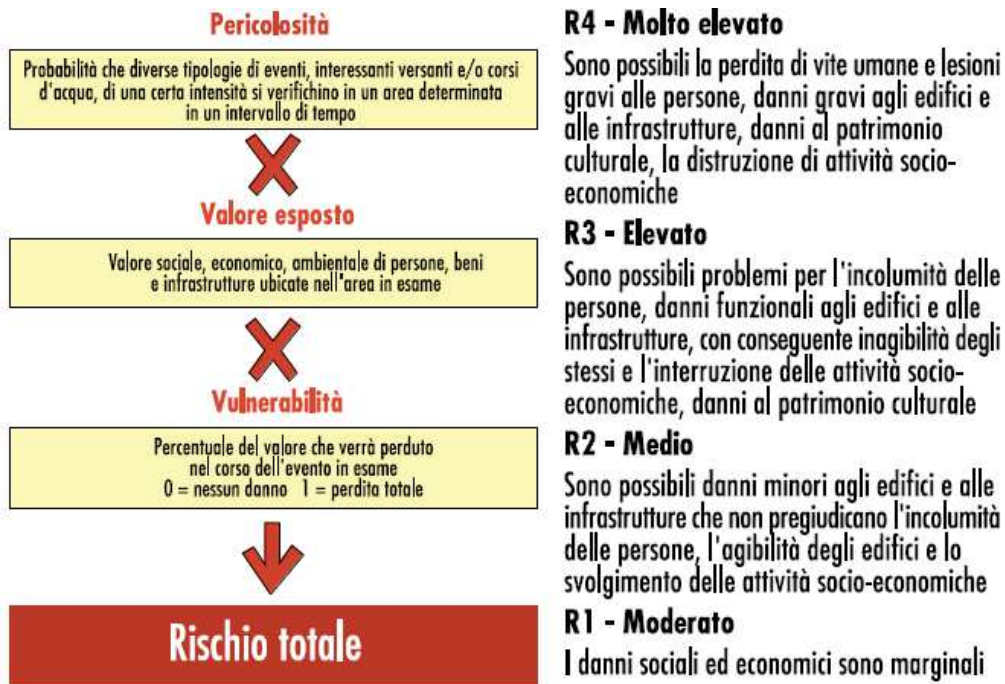 Pericolosità
Probabilità che diverse tipologie di eventi, interessanti versanti e/o corsi
d'acqua, di una certa intensità si verifichino in un area determinata
in un intervallo di tempo
Valore esposto
Valore sociale, economico, ambientale di persone, beni
e infrastrutture ubicate nell'area in esame
Vulnerabilità
Percentuale del valore che verrà perduto
nel corso dell'evento in esame
0 = nessun danno 1 = perdita totale
Rischio totale
R4 - Molto elevato
Sono possibili la perdita di vite umane e lesioni
gravi alle persone, danni gravi agli edifici e
alle infrastrutture, danni al patrimonio
culturale, la distruzione di attività socio-
economiche
R3 - Elevato
Sono possibili problemi per l'incolumità delle
persone, danni funzionali agli edifici e alle
infrastrutture, con conseguente inagibilità degli
stessi e l'interruzione delle attività socio-
economiche, danni al patrimonio culturale
R2 - Medio
Sono possibili danni minori agli edifici e alle
infrastrutture che non pregiudicano l'incolumità
delle persone, l'agibilità degli edifici e lo
svolgimento delle attività socio-economiche
R1 - Moderato
I danni sociali ed economici sono marginali